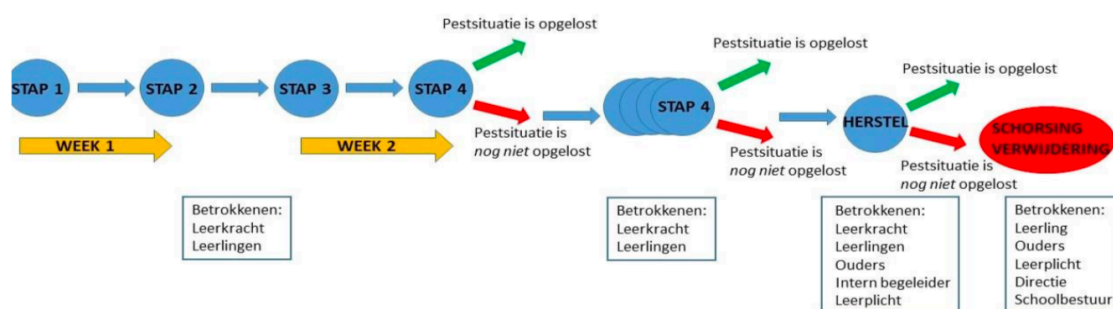 Pestsituatie is opgelost
STAP 1
STAP 2
STAP 3
STAP 4
Pestsituatie is
nog niet opgelost
WEEK 1
WEEK 2
Betrokkenen:
Leerkracht
Leerlingen
Pestsituatie is opgelost
STAP 4
Pestsituatie is
nog niet opgelost
Betrokkenen:
Leerkracht
Leerlingen
Pestsituatie is opgelost
HERSTEL
Pestsituatie is
nog niet opgelost
SCHORSING
VERWIJDERING
Betrokkenen:
Leerkracht
Leerlingen
Ouders
Intern begeleider
Leerplicht
Betrokkenen:
Leerling
Ouders
Leerplicht
Directie
Schoolbestuur